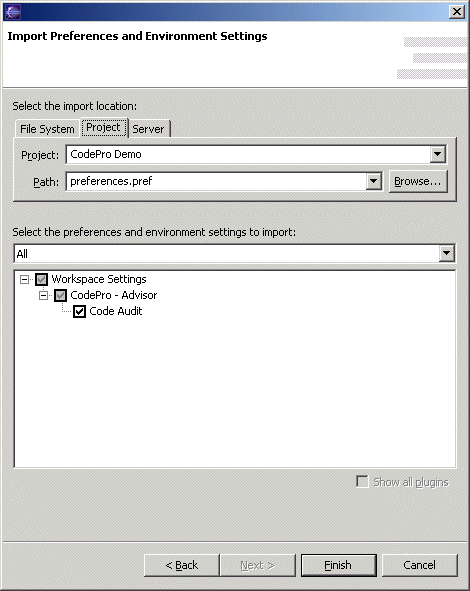 Import Preferences and Environment Settings
Select the import location:
File System Project Server
Project: CodePro Demo
Path: preferences.pref Browse...
Select the preferences and environment settings to import:
All
Workspace Settings
CodePro - Advisor
Code Audit
Show all plugins
< Back Next > Finish Cancel